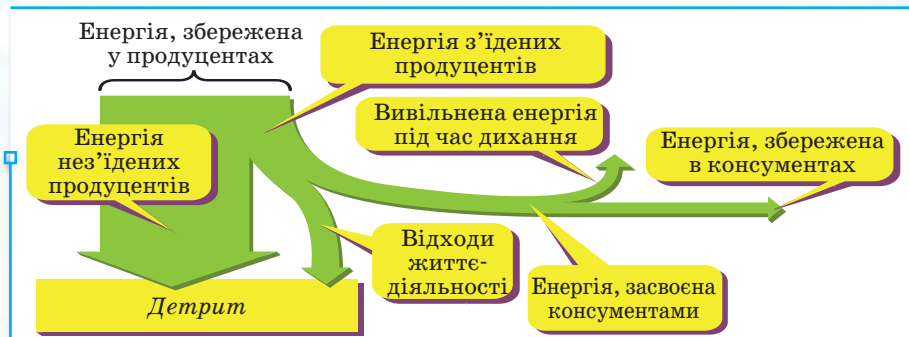 Енергія, збережена
у продуцентах
Енергія з’їдених
продуцентів
Вивільнена енергія
під час дихання
Енергія
нез’їдених
продуцентів
Енергія, збережена
в консументах
Відходи
життє-
діяльності
Енергія, засвоєна
консументами
Детрит